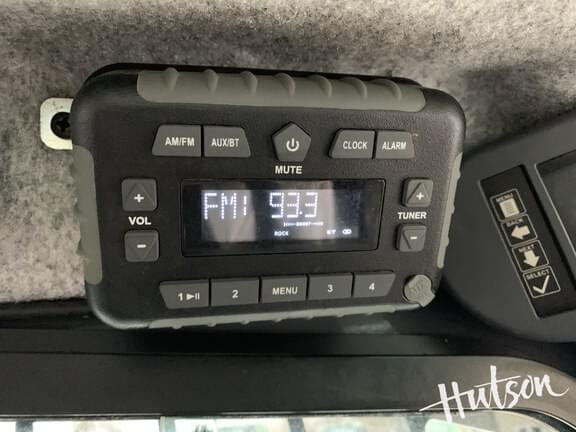 AM/FM AUX/BT CLOCK ALARM
MUTE
+ VOL -
FM1 93.3
ROCK
+ TUNER -
1 ▶II 2 MENU 3 4
MENU
BACK
NEXT
SELECT
Hutson